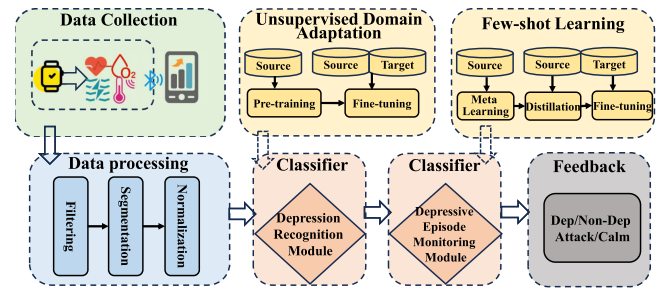 Data Collection
O₂
Unsupervised Domain
Adaptation
Source
Source
Target
Pre-training
Fine-tuning
Few-shot Learning
Source
Source
Target
Meta
Learning
Distillation
Fine-tuning
Data processing
Filtering
Segmentation
Normalization
Classifier
Depression
Recognition
Module
Classifier
Depressive
Episode
Monitoring
Module
Feedback
Dep/Non-Dep
Attack/Calm